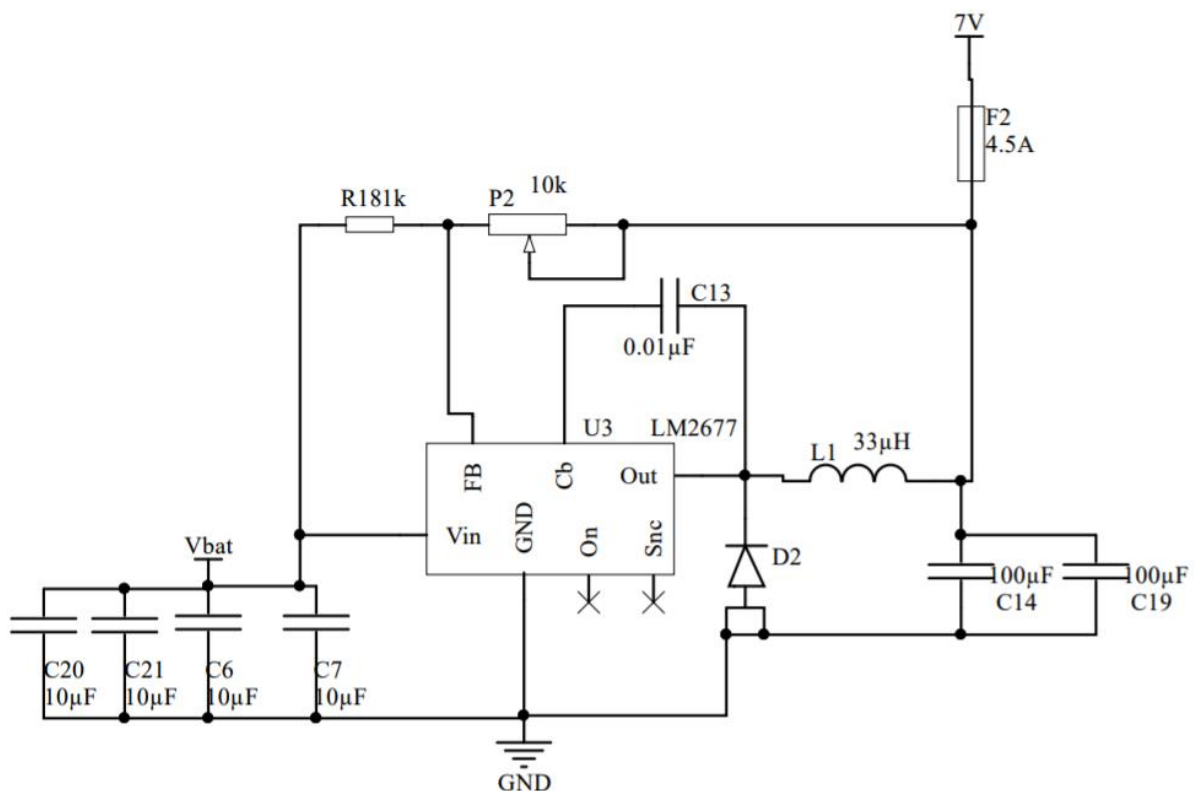 7V
F2
4.5A
10k
R181k
P2
C13
0.01µF
U3
LM2677
33µH
L1
FB
Cb
Out
Vin
GND
On
Snc
Vbat
D2
100µF
C14
100µF
C19
C20
10µF
C21
10µF
C6
10µF
C7
10µF
GND